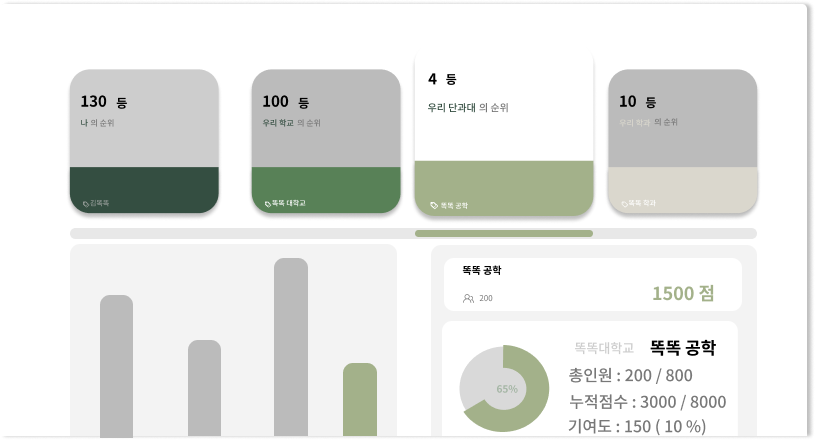 130 등
나 의 순위
김똑똑
100 등
우리 학교 의 순위
똑똑 대학교
4 등
우리 단과대 의 순위
똑똑 공학
10 등
우리 학과 의 순위
똑똑 학과
똑똑 공학
200
1500 점
65%
똑똑대학교 똑똑 공학
총인원 : 200 / 800
누적점수 : 3000 / 8000
기여도 : 150 ( 10 %)